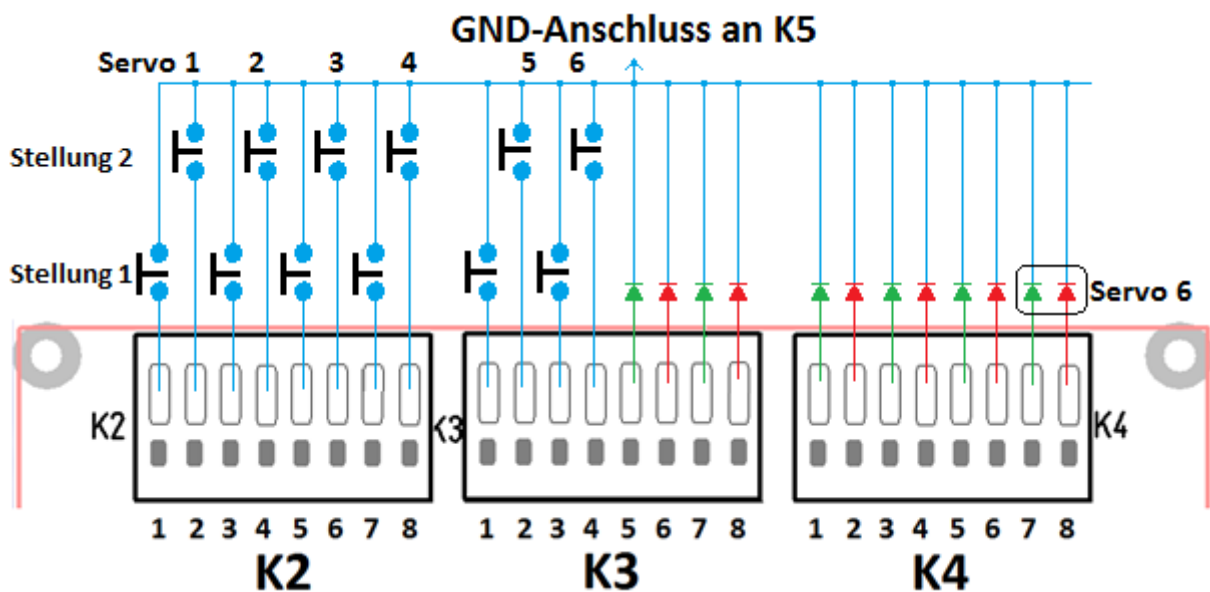 GND-Anschluss an K5
Servo 1 2 3 4 5 6
Stellung 2
Stellung 1
Servo 6
K2 K3 K4
1 2 3 4 5 6 7 8 1 2 3 4 5 6 7 8 1 2 3 4 5 6 7 8
K2 K3 K4